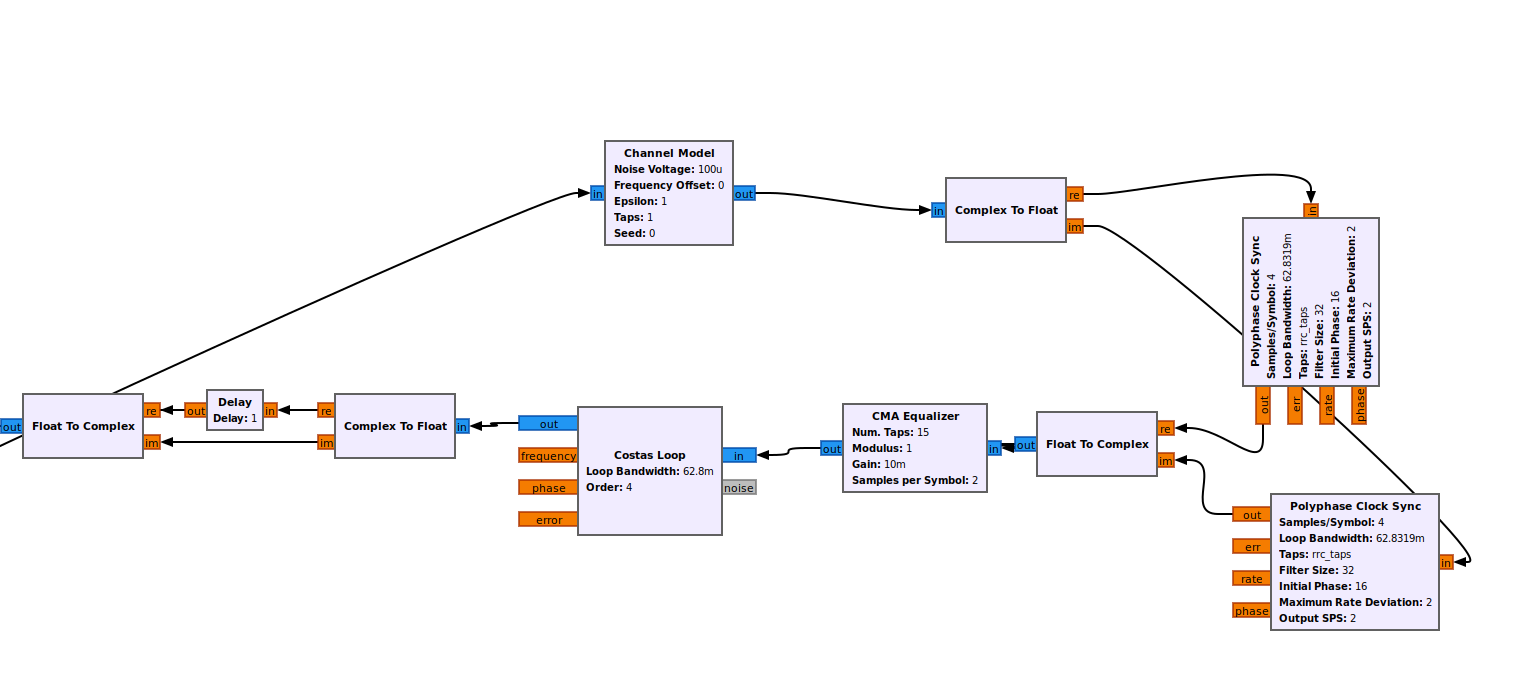 Channel Model
Noise Voltage: 100u
Frequency Offset: 0
Epsilon: 1
Taps: 1
Seed: 0
in
out
in
Complex To Float
re
im
in
Polyphase Clock Sync
Samples/Symbol: 4
Loop Bandwidth: 62.8319m
Taps: rrc_taps
Filter Size: 32
Initial Phase: 16
Maximum Rate Deviation: 2
Output SPS: 2
out
err
rate
phase
out
Float To Complex
re
im
out
Delay
Delay: 1
in
re
im
Complex To Float
in
out
frequency
phase
error
Costas Loop
Loop Bandwidth: 62.8m
Order: 4
in
noise
out
CMA Equalizer
Num. Taps: 15
Modulus: 1
Gain: 10m
Samples per Symbol: 2
in
out
Float To Complex
re
im
out
err
rate
phase
Polyphase Clock Sync
Samples/Symbol: 4
Loop Bandwidth: 62.8319m
Taps: rrc_taps
Filter Size: 32
Initial Phase: 16
Maximum Rate Deviation: 2
Output SPS: 2
in